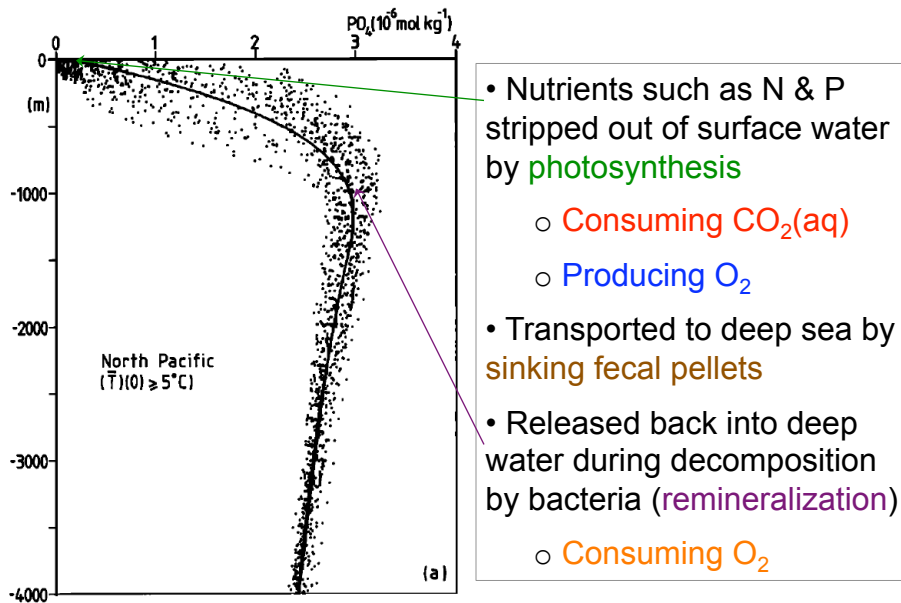 PO₄(10⁻⁶mol kg⁻¹)
0 1 2 3 4
0
(m)
-1000
-2000
North Pacific
(T̅)(0) ≥ 5°C)
-3000
(a)
-4000
• Nutrients such as N & P
stripped out of surface water
by photosynthesis
o Consuming CO₂(aq)
o Producing O₂
• Transported to deep sea by
sinking fecal pellets
• Released back into deep
water during decomposition
by bacteria (remineralization)
o Consuming O₂